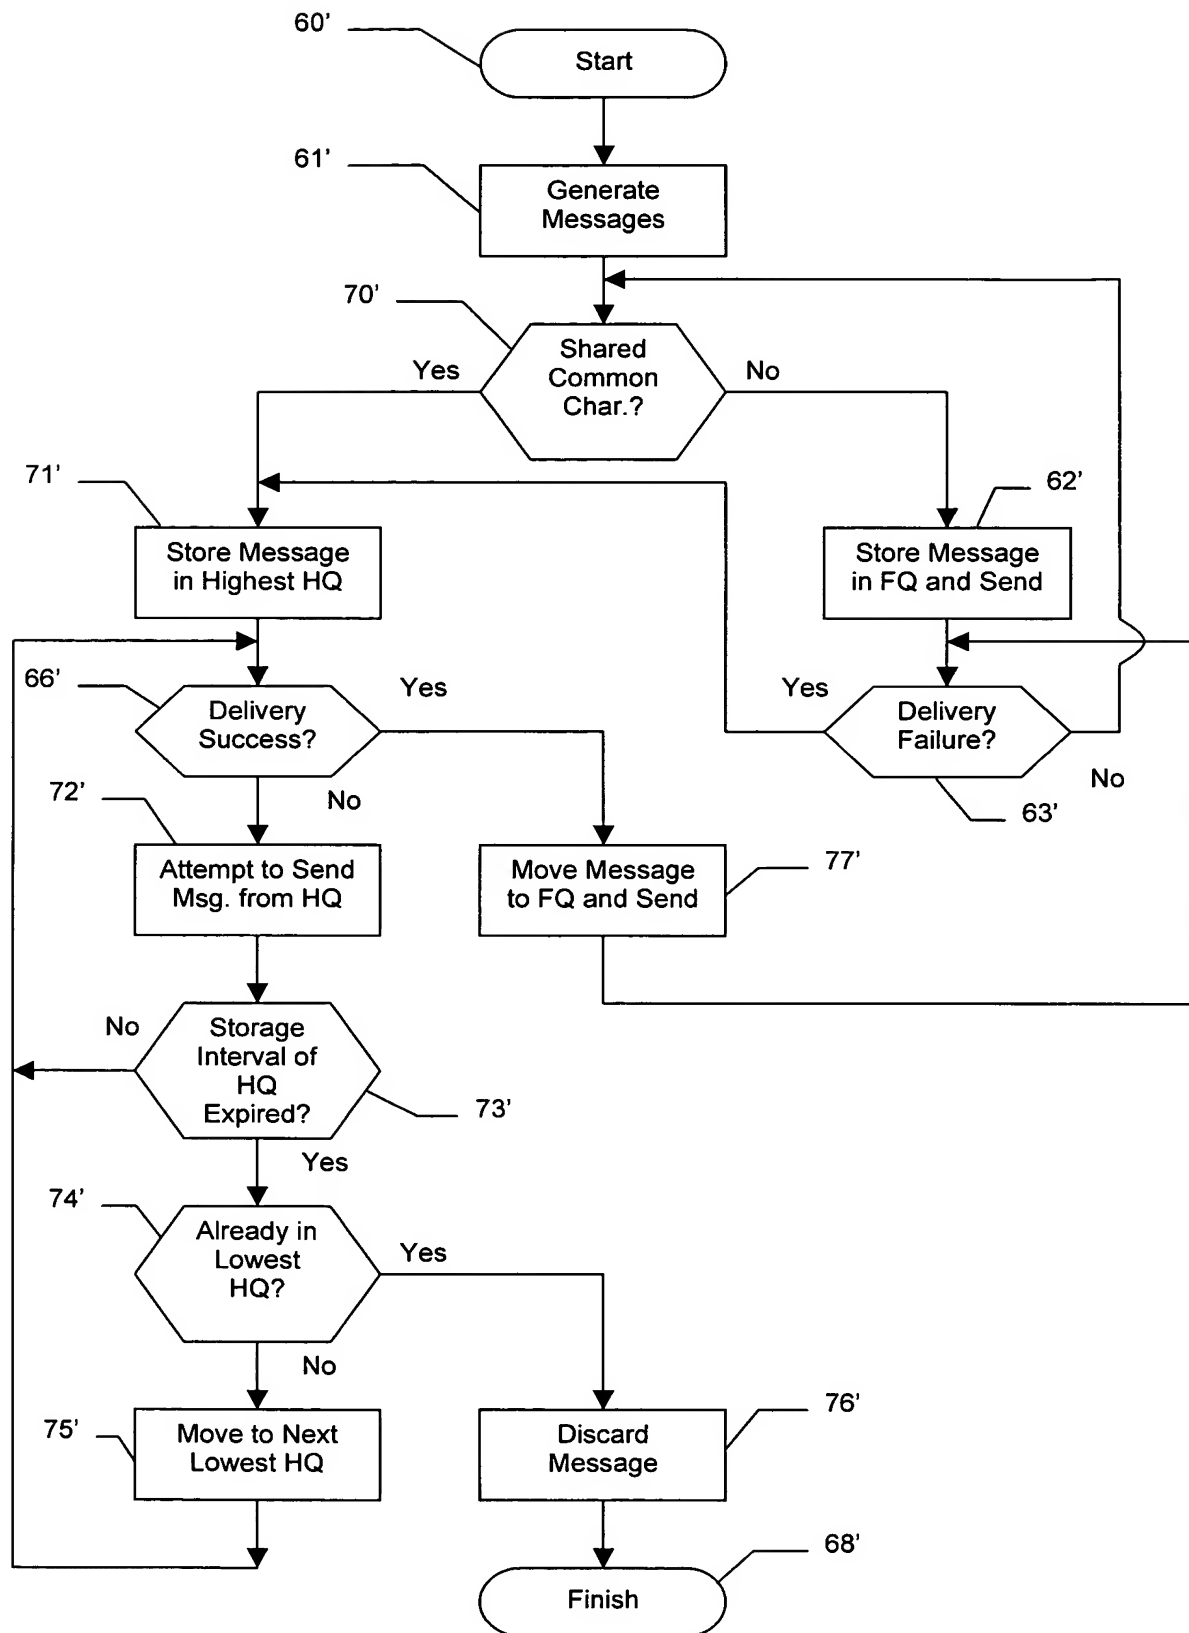 60’
Start
61’
Generate
Messages
70’
Shared
Common
Char.?
Yes
No
71’
62’
Store Message
in Highest HQ
Store Message
in FQ and Send
66’
Delivery
Success?
Yes
No
Yes
Delivery
Failure?
No
63’
72’
Attempt to Send
Msg. from HQ
Move Message
to FQ and Send
77’
No
Storage
Interval of
HQ
Expired?
73’
Yes
74’
Already in
Lowest
HQ?
Yes
No
75’
Move to Next
Lowest HQ
Discard
Message
76’
68’
Finish